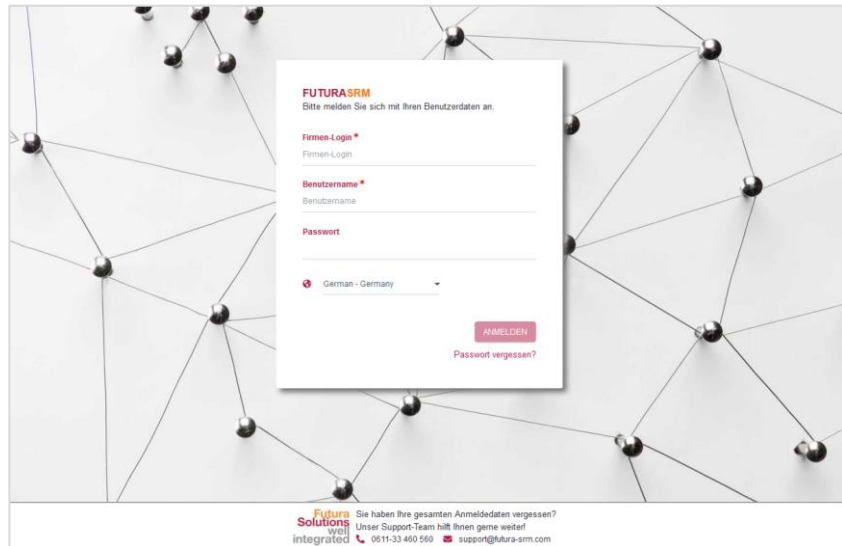 FUTURASRM
Bitte melden Sie sich mit Ihren Benutzerdaten an.
Firmen-Login *
Firmen-Login
Benutzername *
Benutzername
Passwort
German - Germany
ANMELDEN
Passwort vergessen?
Futura
Solutions
well
integrated
Sie haben Ihre gesamten Anmeldedaten vergessen?
Unser Support-Team hilft Ihnen gerne weiter!
0611-33 460 560 support@futura-srm.com